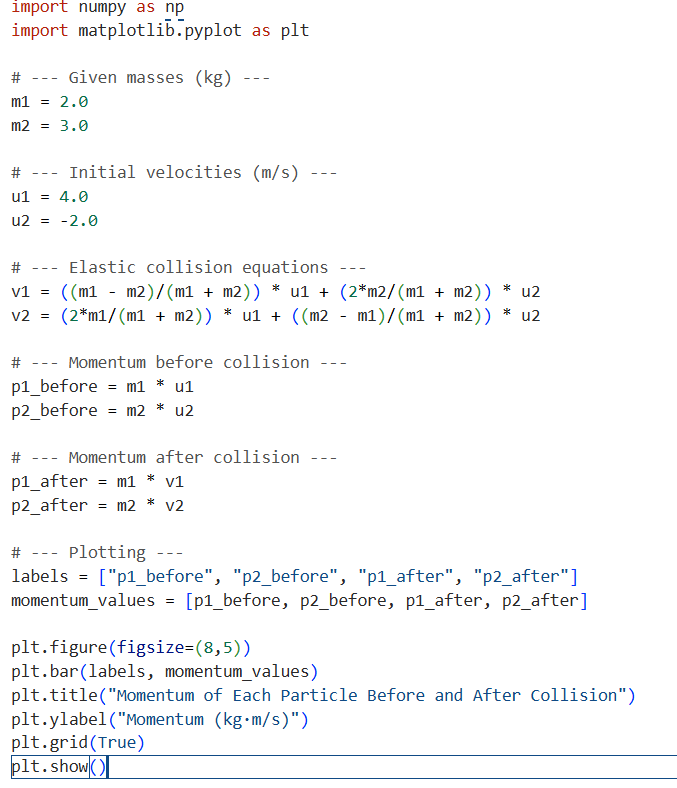 import numpy as np
import matplotlib.pyplot as plt
# --- Given masses (kg) ---
m1 = 2.0
m2 = 3.0
# --- Initial velocities (m/s) ---
u1 = 4.0
u2 = -2.0
# --- Elastic collision equations ---
v1 = ((m1 - m2)/(m1 + m2)) * u1 + (2*m2/(m1 + m2)) * u2
v2 = (2*m1/(m1 + m2)) * u1 + ((m2 - m1)/(m1 + m2)) * u2
# --- Momentum before collision ---
p1_before = m1 * u1
p2_before = m2 * u2
# --- Momentum after collision ---
p1_after = m1 * v1
p2_after = m2 * v2
# --- Plotting ---
labels = ["p1_before", "p2_before", "p1_after", "p2_after"]
momentum_values = [p1_before, p2_before, p1_after, p2_after]
plt.figure(figsize=(8,5))
plt.bar(labels, momentum_values)
plt.title("Momentum of Each Particle Before and After Collision")
plt.ylabel("Momentum (kg·m/s)")
plt.grid(True)
plt.show()